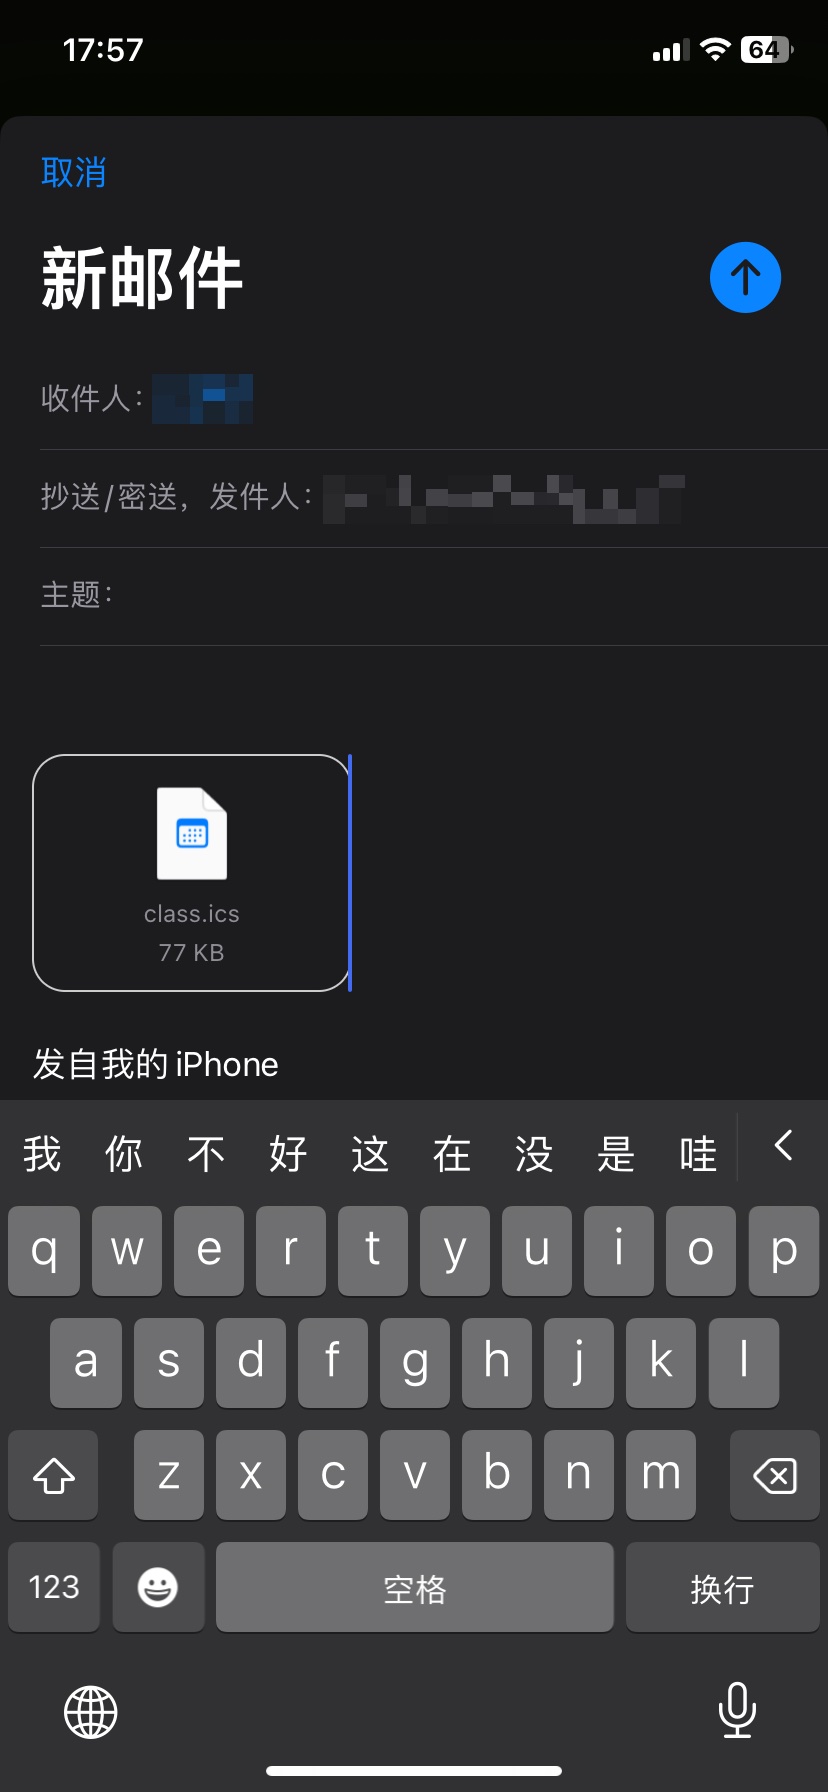 17:57
64
取消
新邮件
收件人:
抄送/密送，发件人:
主题:
class.ics
77 KB
发自我的 iPhone
我 你 不 好 这 在 没 是 哇
q w e r t y u i o p
a s d f g h j k l
z x c v b n m
123 空格 换行